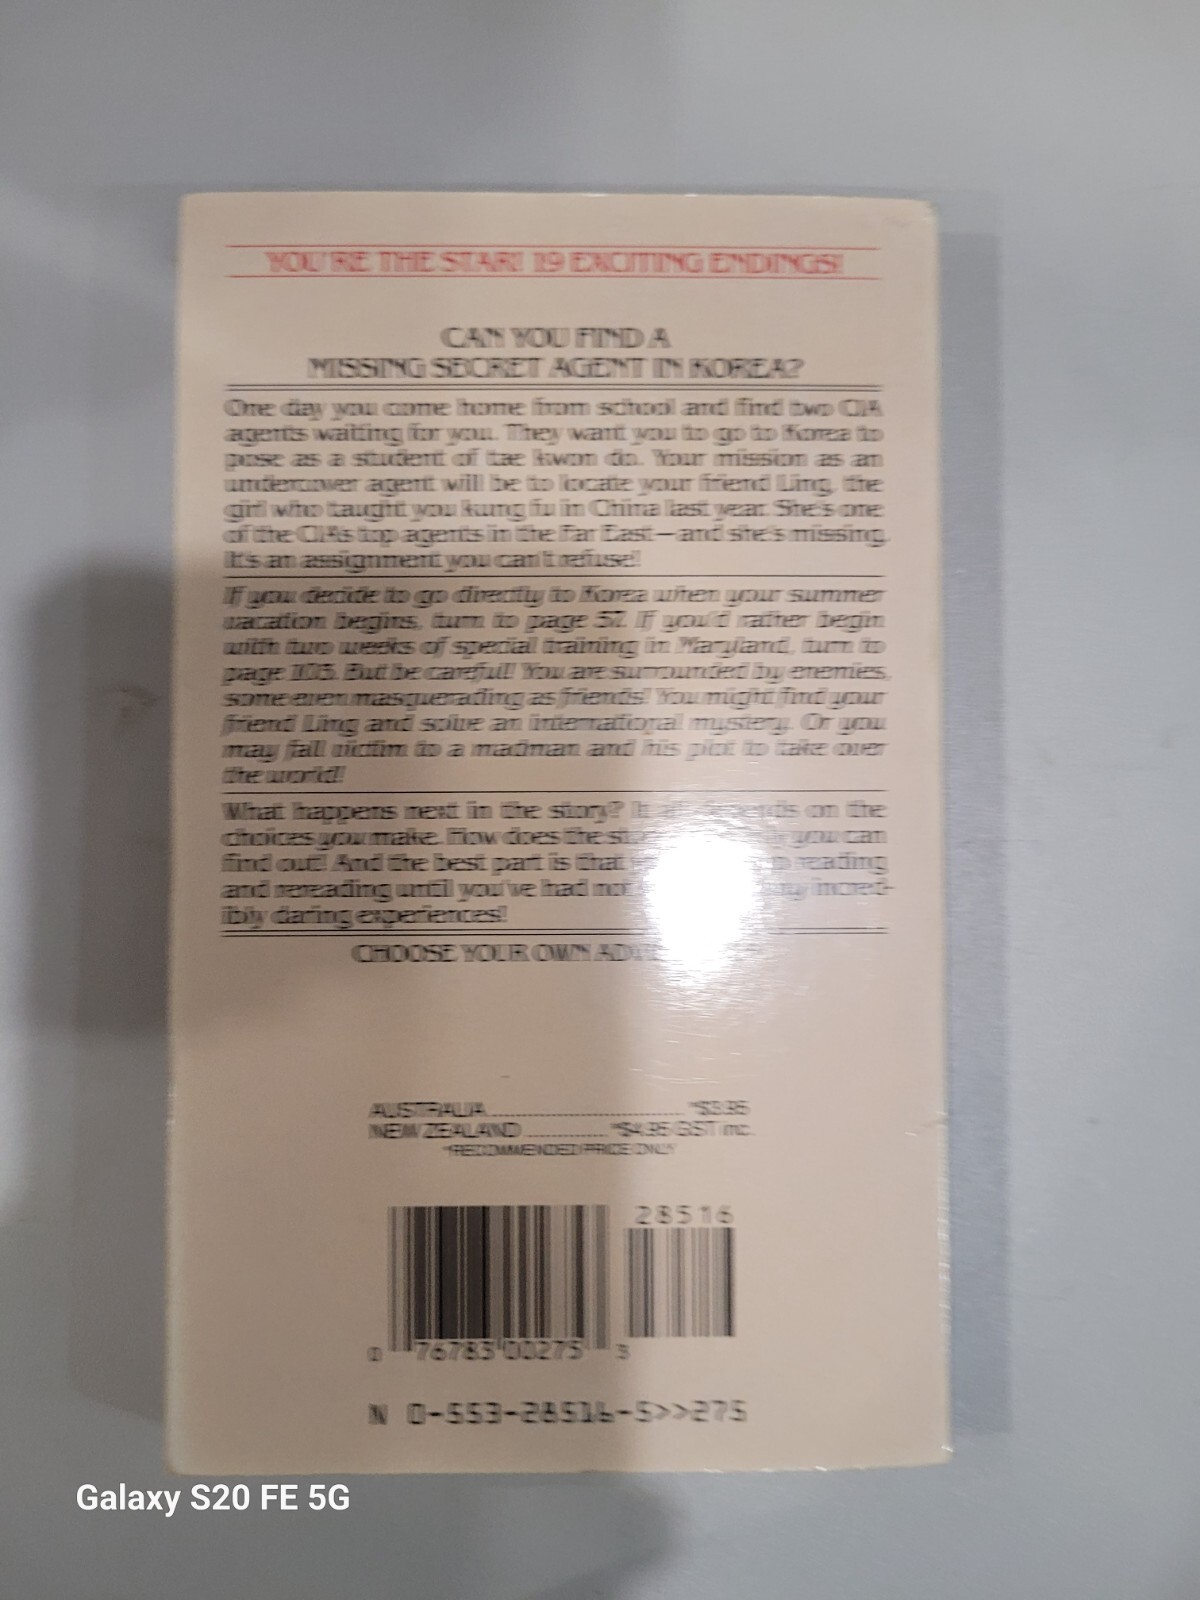 YOU'RE THE STAR! 19 EXCITING ENDINGS!
CAN YOU FIND A
MISSING SECRET AGENT IN KOREA?
One day you come home from school and find two CIA
agents waiting for you. They want you to go to Korea to
pose as a student of tae kwon do. Your mission as an
undercover agent will be to locate your friend Ling, the
girl who taught you kung fu in China last year. She's one
of the CIA's top agents in the Far East—and she's missing.
It's an assignment you can't refuse!
If you decide to go directly to Korea when your summer
vacation begins, turn to page 57. If you'd rather begin
with two weeks of special training in Maryland, turn to
page 105. But be careful! You are surrounded by enemies,
some even masquerading as friends! You might find your
friend Ling and solve an international mystery. Or you
may fall victim to a madman and his plot to take over
the world!
What happens next in the story? It all depends on the
choices you make. How does the you can
find out! And the best part is that reading
and rereading until you've had not incred-
ibly daring experiences!
CHOOSE YOUR OWN
AUSTRALIA *$3.95
NEW ZEALAND *$4.95 GST inc.
*RECOMMENDED PRICE ONLY
28516
0 76783 00275 3
N 0-553-28516-5>>275
Galaxy S20 FE 5G